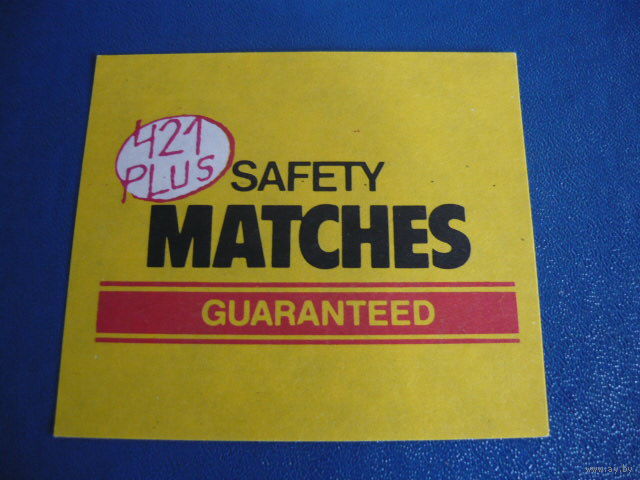 421
PLUS
SAFETY
MATCHES
GUARANTEED